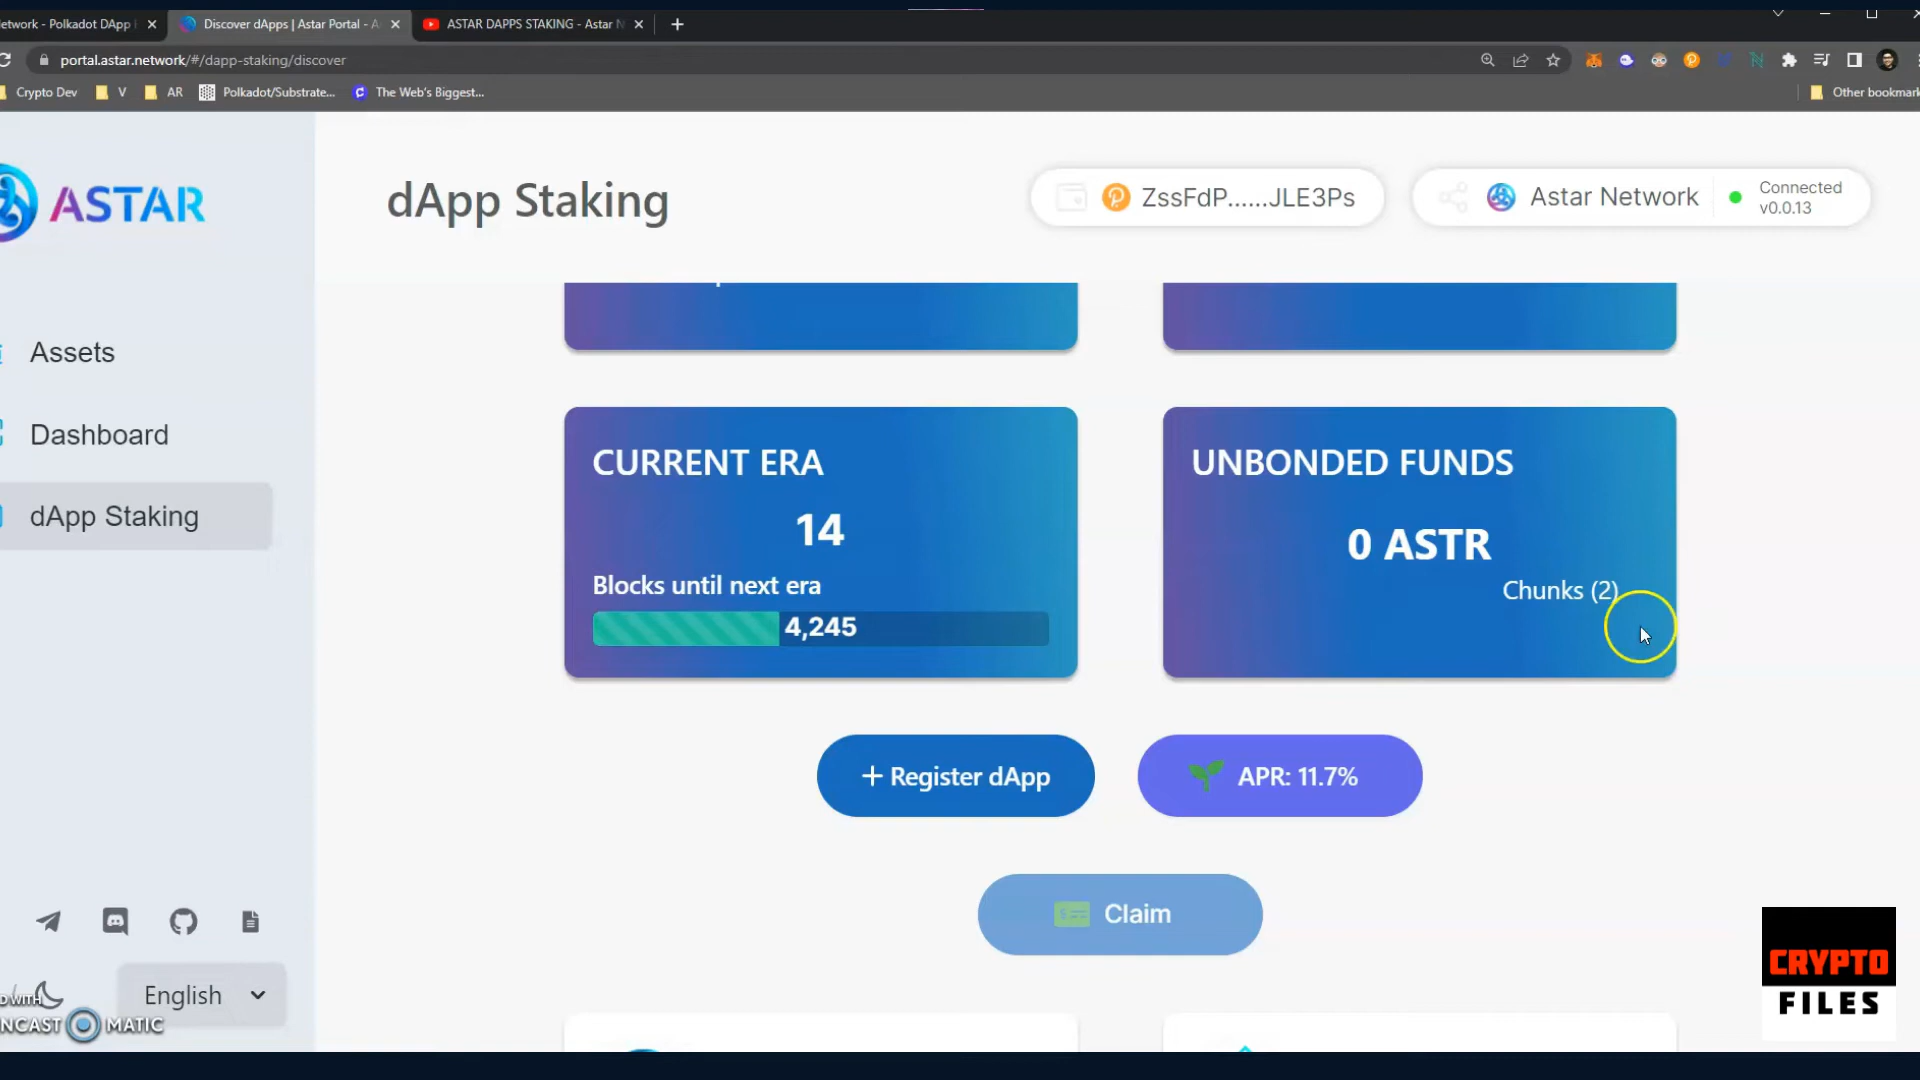 etwork - Polkadot DApp
Discover dApps | Astar Portal - A
ASTAR DAPPS STAKING - Astar N
portal.astar.network/#/dapp-staking/discover
Crypto Dev
V
AR
Polkadot/Substrate...
The Web's Biggest...
Other bookmark
ASTAR
dApp Staking
ZssFdP......JLE3Ps
Astar Network
Connected
v0.0.13
Assets
Dashboard
dApp Staking
CURRENT ERA
14
Blocks until next era
4,245
UNBONDED FUNDS
0 ASTR
Chunks (2)
+ Register dApp
APR: 11.7%
Claim
English
D WITH
NCAST MATIC
CRYPTO
FILES